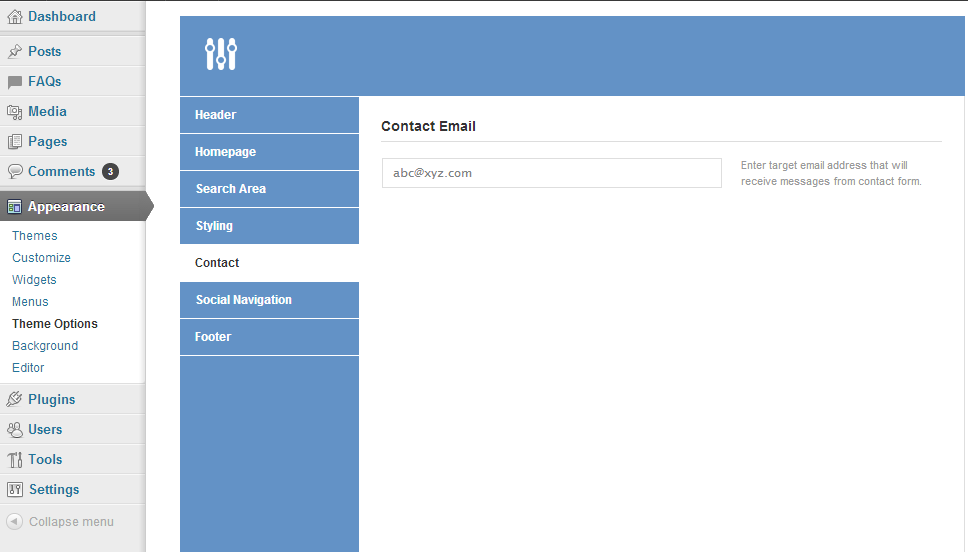 Dashboard
Posts
FAQs
Media
Pages
Comments 3
Appearance
Themes
Customize
Widgets
Menus
Theme Options
Background
Editor
Plugins
Users
Tools
Settings
Collapse menu
Header
Homepage
Search Area
Styling
Contact
Social Navigation
Footer
Contact Email
abc@xyz.com
Enter target email address that will
receive messages from contact form.